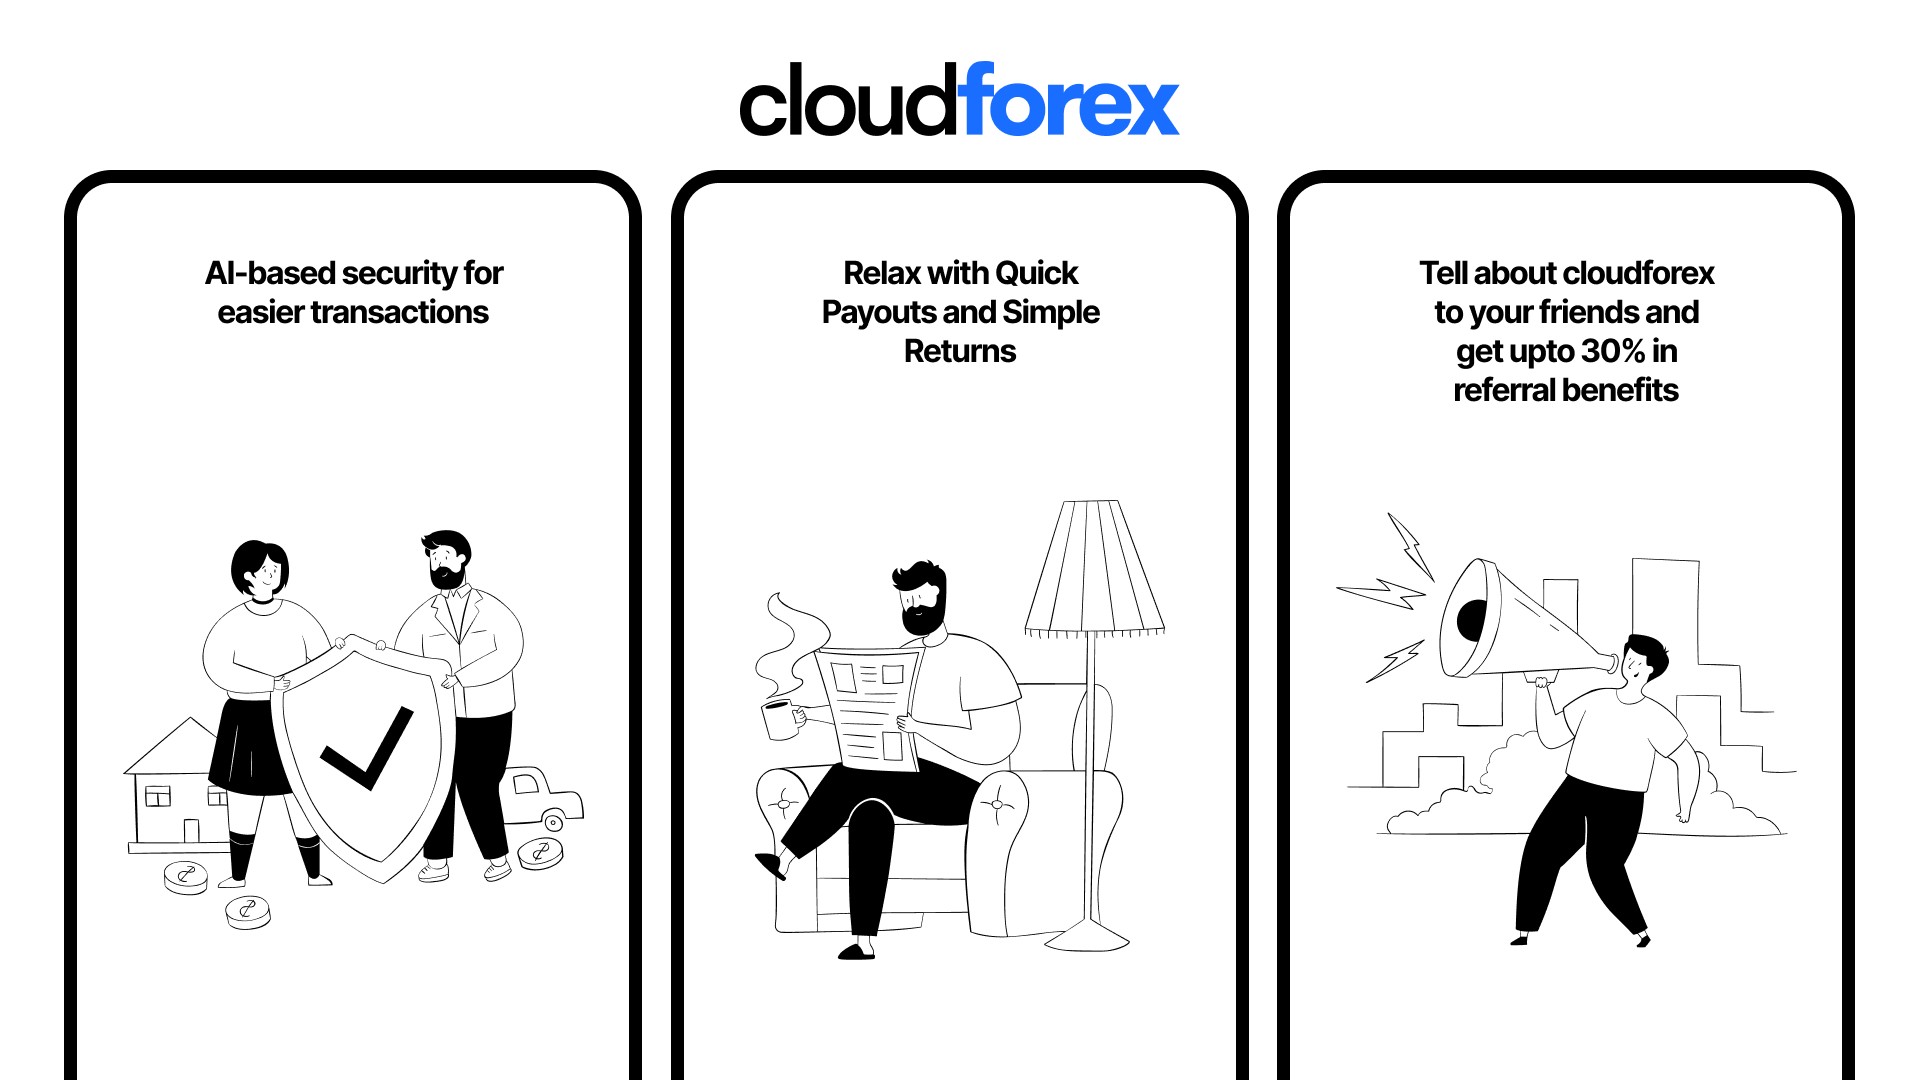 cloudforex
AI-based security for
easier transactions
Relax with Quick
Payouts and Simple
Returns
Tell about cloudforex
to your friends and
get upto 30% in
referral benefits